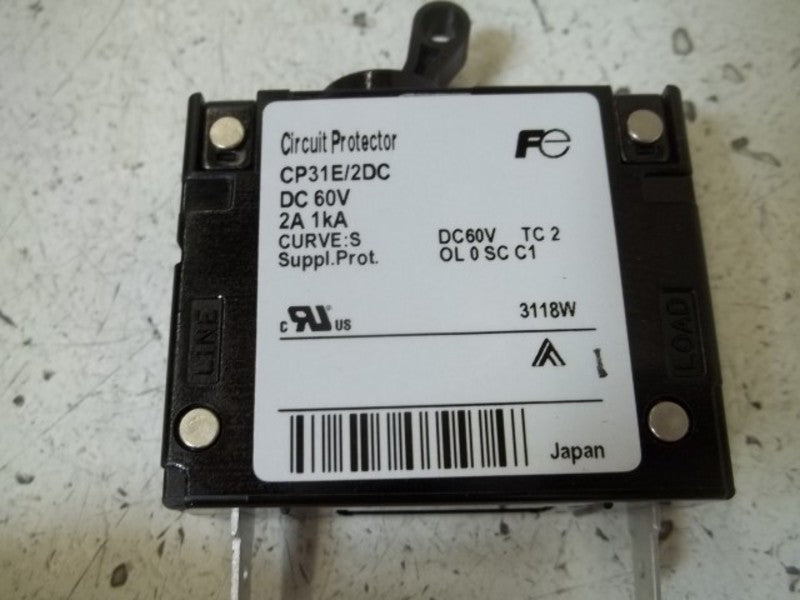 Circuit Protector
Fe
CP31E/2DC
DC 60V
2A 1kA
CURVE:S DC60V TC 2
Suppl.Prot. OL 0 SC C1
c RU US 3118W
LINE
LOAD
Japan